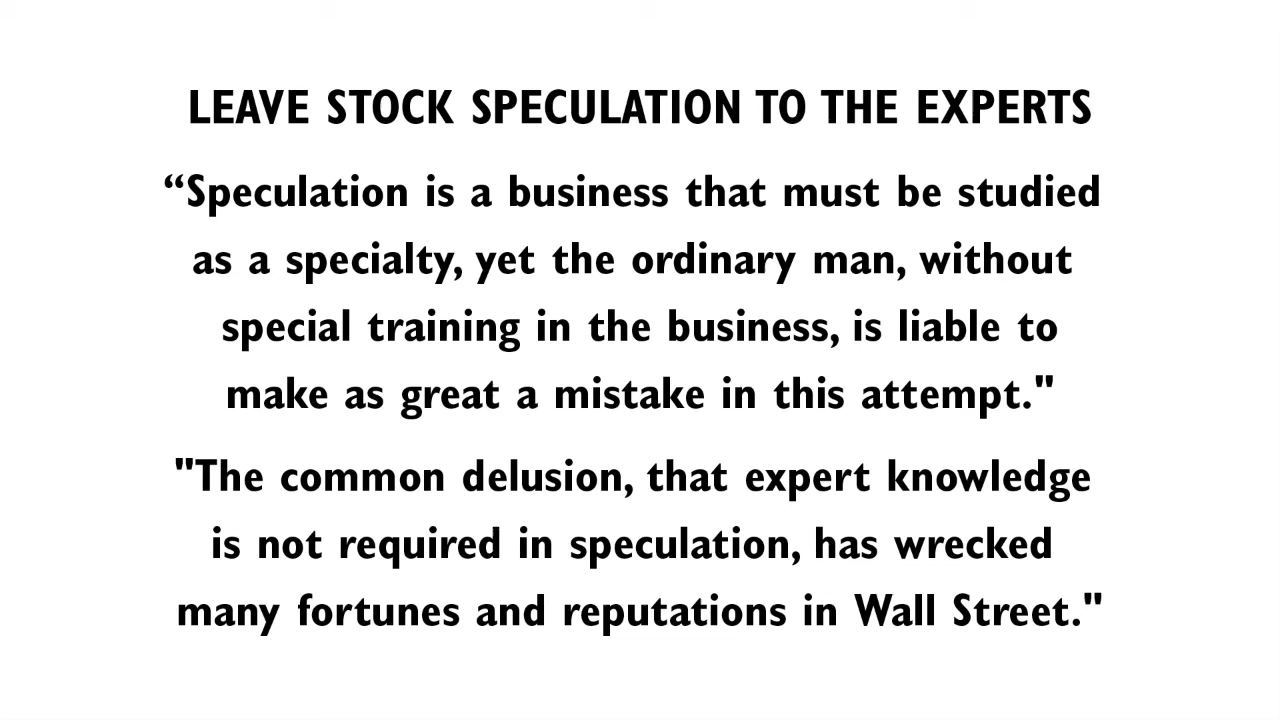 LEAVE STOCK SPECULATION TO THE EXPERTS
“Speculation is a business that must be studied
as a specialty, yet the ordinary man, without
special training in the business, is liable to
make as great a mistake in this attempt."
"The common delusion, that expert knowledge
is not required in speculation, has wrecked
many fortunes and reputations in Wall Street."